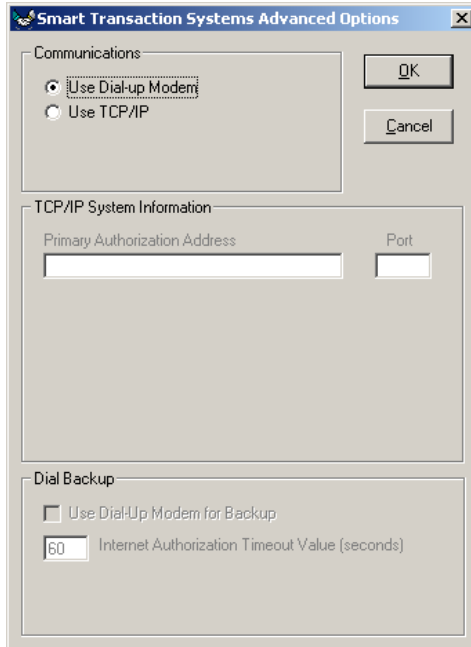 Smart Transaction Systems Advanced Options
Communications
Use Dial-up Modem
Use TCP/IP
OK
Cancel
TCP/IP System Information
Primary Authorization Address Port
Dial Backup
Use Dial-Up Modem for Backup
60 Internet Authorization Timeout Value (seconds)